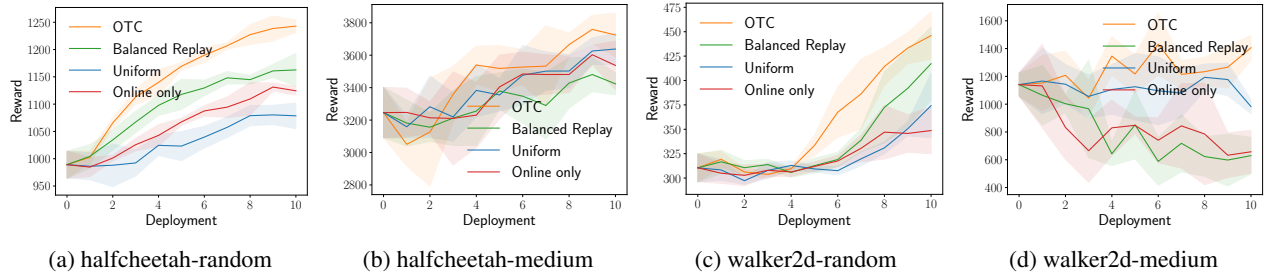 1250
1200
1150
1100
1050
1000
950
Reward
OTC
Balanced Replay
Uniform
Online only
0 2 4 6 8 10
Deployment
(a) halfcheetah-random
3800
3600
3400
3200
3000
2800
Reward
OTC
Balanced Replay
Uniform
Online only
0 2 4 6 8 10
Deployment
(b) halfcheetah-medium
475
450
425
400
375
350
325
300
Reward
OTC
Balanced Replay
Uniform
Online only
0 2 4 6 8 10
Deployment
(c) walker2d-random
1600
1400
1200
1000
800
600
400
Reward
OTC
Balanced Replay
Uniform
Online only
0 2 4 6 8 10
Deployment
(d) walker2d-medium